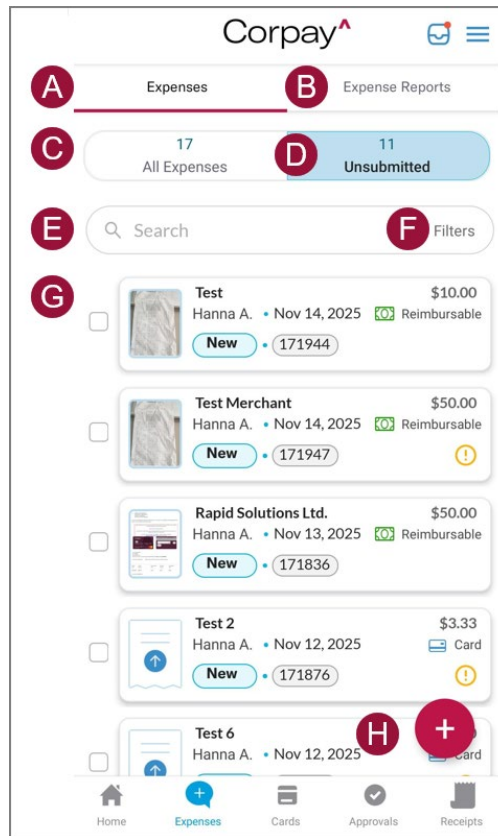 Corpay^
A Expenses B Expense Reports
C 17 D 11
All Expenses Unsubmitted
E Search F Filters
G
Test $10.00
Hanna A. • Nov 14, 2025 Reimbursable
New • 171944
Test Merchant $50.00
Hanna A. • Nov 14, 2025 Reimbursable
New • 171947
Rapid Solutions Ltd. $50.00
Hanna A. • Nov 13, 2025 Reimbursable
New • 171836
Test 2 $3.33
Hanna A. • Nov 12, 2025 Card
New • 171876
Test 6
H +
Hanna A. • Nov 12, 2025 Card
Home Expenses Cards Approvals Receipts